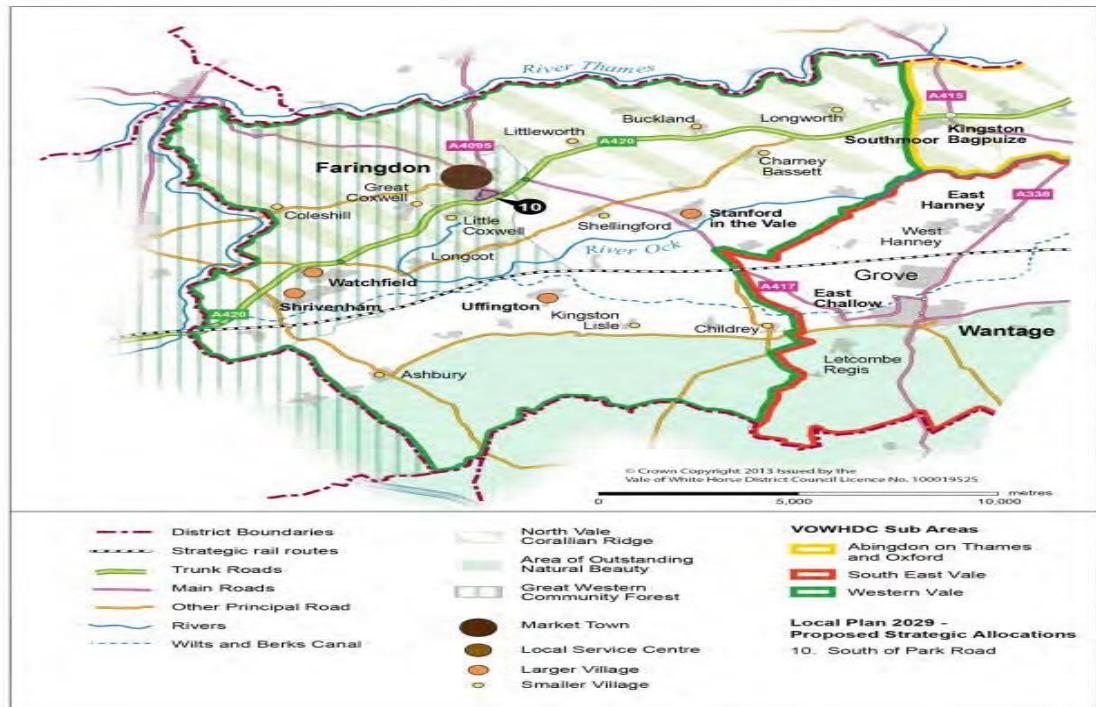 River Thames
A415
Buckland
Longworth
Littleworth
A420
Southmoor
Kingston
Bagpuize
A4095
Faringdon
Charney
Bassett
Great
Coxwell
10
East
Hanney
A338
Coleshill
Little
Coxwell
Shellingford
Stanford
in the Vale
West
Hanney
Longcot
River Ock
Grove
Watchfield
A417
East
Challow
Shrivenham
Uffington
A420
Kingston
Lisle
Childrey
Wantage
Letcombe
Regis
Ashbury
© Crown Copyright 2013 Issued by the
Vale of White Horse District Council Licence No. 100019525
metres
0
5,000
10,000
District Boundaries
Strategic rail routes
Trunk Roads
Main Roads
Other Principal Road
Rivers
Wilts and Berks Canal
North Vale
Corallian Ridge
Area of Outstanding
Natural Beauty
Great Western
Community Forest
Market Town
Local Service Centre
Larger Village
Smaller Village
VOWHDC Sub Areas
Abingdon on Thames
and Oxford
South East Vale
Western Vale
Local Plan 2029 -
Proposed Strategic Allocations
10. South of Park Road